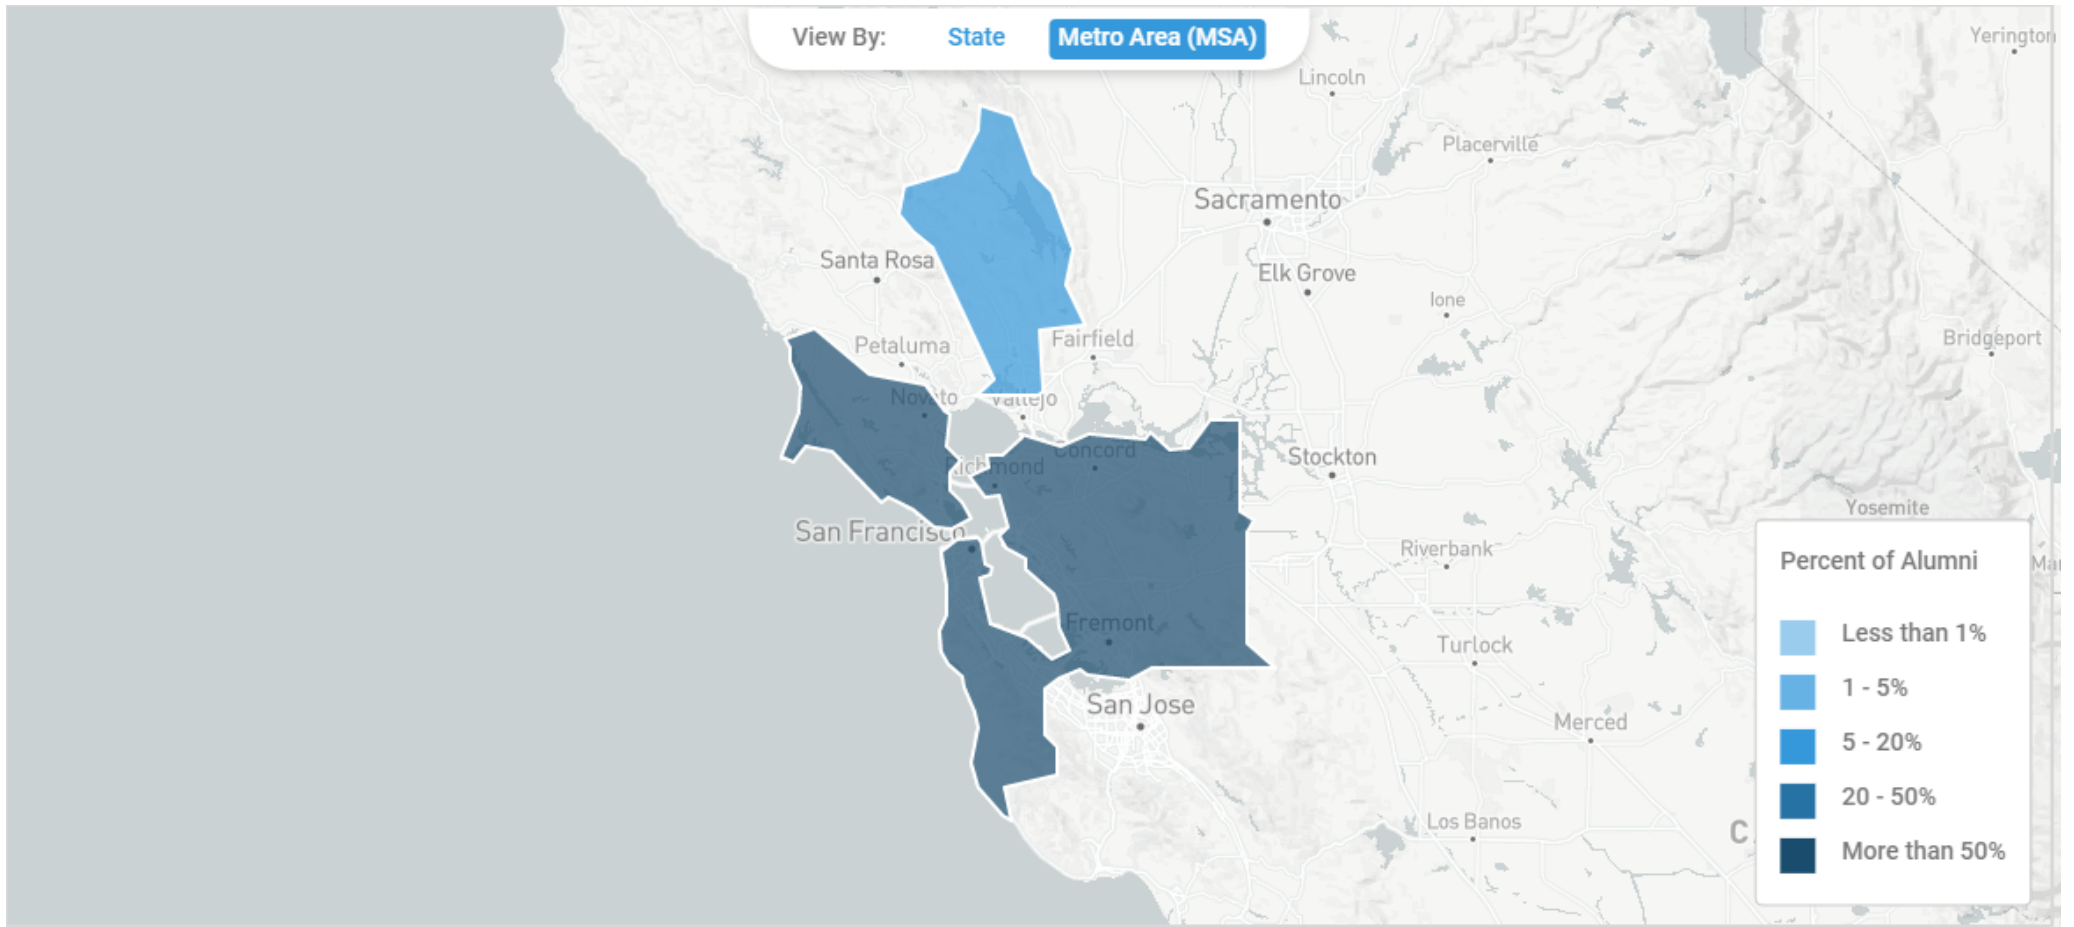 View By: State Metro Area (MSA)
Yerington
Lincoln
Placerville
Sacramento
Santa Rosa
Elk Grove
Ione
Petaluma
Fairfield
Bridgeport
Novato
Vallejo
Concord
Richmond
Stockton
Yosemite
San Francisco
Riverbank
Ma
Fremont
Turlock
San Jose
Merced
Los Banos
C
Percent of Alumni
Less than 1%
1 - 5%
5 - 20%
20 - 50%
More than 50%